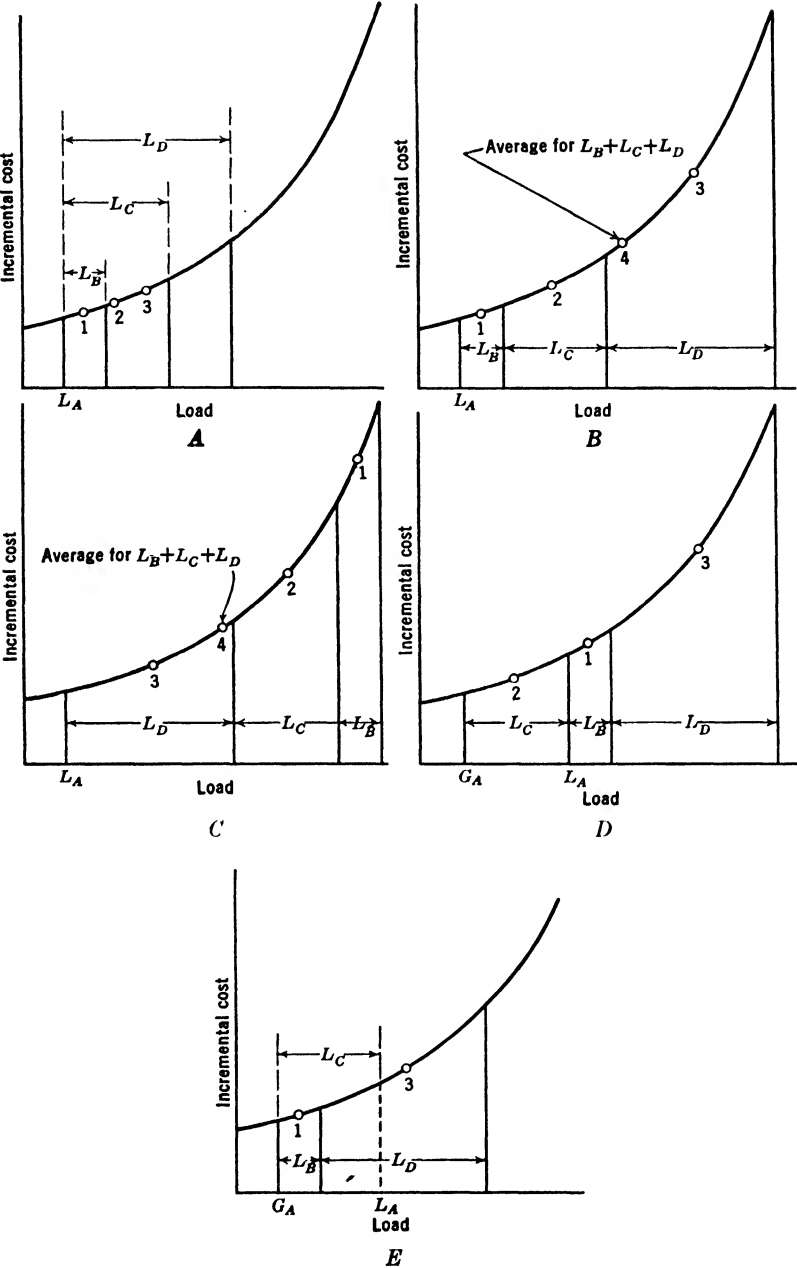 Incremental cost
L_D
L_C
L_B
1
2
3
L_A
Load
A
Incremental cost
Average for L_B+L_C+L_D
3
4
2
1
L_B
L_C
L_D
L_A
Load
B
Incremental cost
1
Average for L_B+L_C+L_D
2
4
3
L_D
L_C
L_B
L_A
Load
C
Incremental cost
3
1
2
L_C
L_B
L_D
G_A
L_A
Load
D
Incremental cost
L_C
3
1
L_B
L_D
G_A
L_A
Load
E